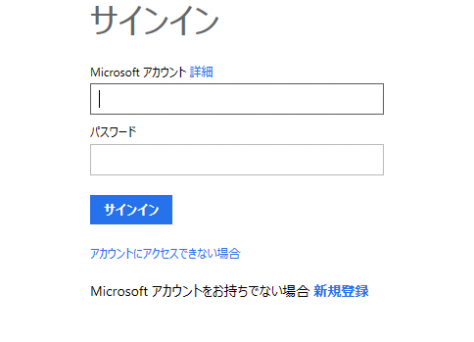 サインイン
Microsoft アカウント 詳細
パスワード
サインイン
アカウントにアクセスできない場合
Microsoft アカウントをお持ちでない場合 新規登録